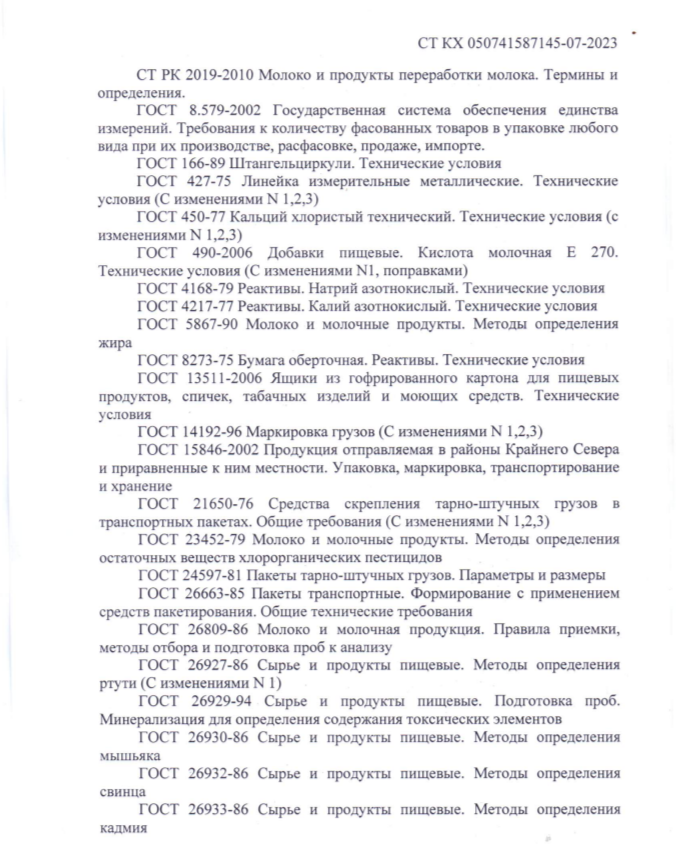 СТ КХ 050741587145-07-2023
СТ РК 2019-2010 Молоко и продукты переработки молока. Термины и
определения.
ГОСТ 8.579-2002 Государственная система обеспечения единства
измерений. Требования к количеству фасованных товаров в упаковке любого
вида при их производстве, расфасовке, продаже, импорте.
ГОСТ 166-89 Штангельциркули. Технические условия
ГОСТ 427-75 Линейка измерительные металлические. Технические
условия (С изменениями N 1,2,3)
ГОСТ 450-77 Кальций хлористый технический. Технические условия (с
изменениями N 1,2,3)
ГОСТ 490-2006 Добавки пищевые. Кислота молочная Е 270.
Технические условия (С изменениями N1, поправками)
ГОСТ 4168-79 Реактивы. Натрий азотнокислый. Технические условия
ГОСТ 4217-77 Реактивы. Калий азотнокислый. Технические условия
ГОСТ 5867-90 Молоко и молочные продукты. Методы определения
жира
ГОСТ 8273-75 Бумага оберточная. Реактивы. Технические условия
ГОСТ 13511-2006 Ящики из гофрированного картона для пищевых
продуктов, спичек, табачных изделий и моющих средств. Технические
условия
ГОСТ 14192-96 Маркировка грузов (С изменениями N 1,2,3)
ГОСТ 15846-2002 Продукция отправляемая в районы Крайнего Севера
и приравненные к ним местности. Упаковка, маркировка, транспортирование
и хранение
ГОСТ 21650-76 Средства скрепления тарно-штучных грузов в
транспортных пакетах. Общие требования (С изменениями N 1,2,3)
ГОСТ 23452-79 Молоко и молочные продукты. Методы определения
остаточных веществ хлорорганических пестицидов
ГОСТ 24597-81 Пакеты тарно-штучных грузов. Параметры и размеры
ГОСТ 26663-85 Пакеты транспортные. Формирование с применением
средств пакетирования. Общие технические требования
ГОСТ 26809-86 Молоко и молочная продукция. Правила приемки,
методы отбора и подготовка проб к анализу
ГОСТ 26927-86 Сырье и продукты пищевые. Методы определения
ртути (С изменениями N 1)
ГОСТ 26929-94 Сырье и продукты пищевые. Подготовка проб.
Минерализация для определения содержания токсических элементов
ГОСТ 26930-86 Сырье и продукты пищевые. Методы определения
мышьяка
ГОСТ 26932-86 Сырье и продукты пищевые. Методы определения
свинца
ГОСТ 26933-86 Сырье и продукты пищевые. Методы определения
кадмия